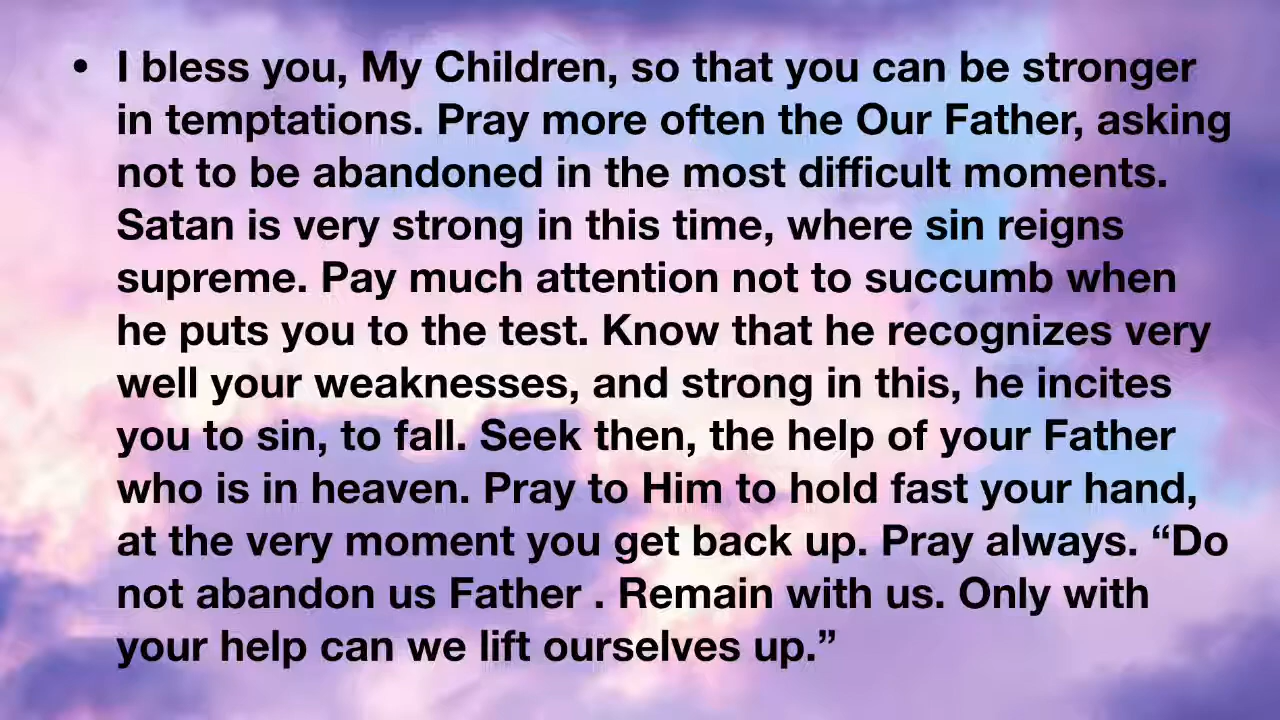 • I bless you, My Children, so that you can be stronger
in temptations. Pray more often the Our Father, asking
not to be abandoned in the most difficult moments.
Satan is very strong in this time, where sin reigns
supreme. Pay much attention not to succumb when
he puts you to the test. Know that he recognizes very
well your weaknesses, and strong in this, he incites
you to sin, to fall. Seek then, the help of your Father
who is in heaven. Pray to Him to hold fast your hand,
at the very moment you get back up. Pray always. “Do
not abandon us Father . Remain with us. Only with
your help can we lift ourselves up.”